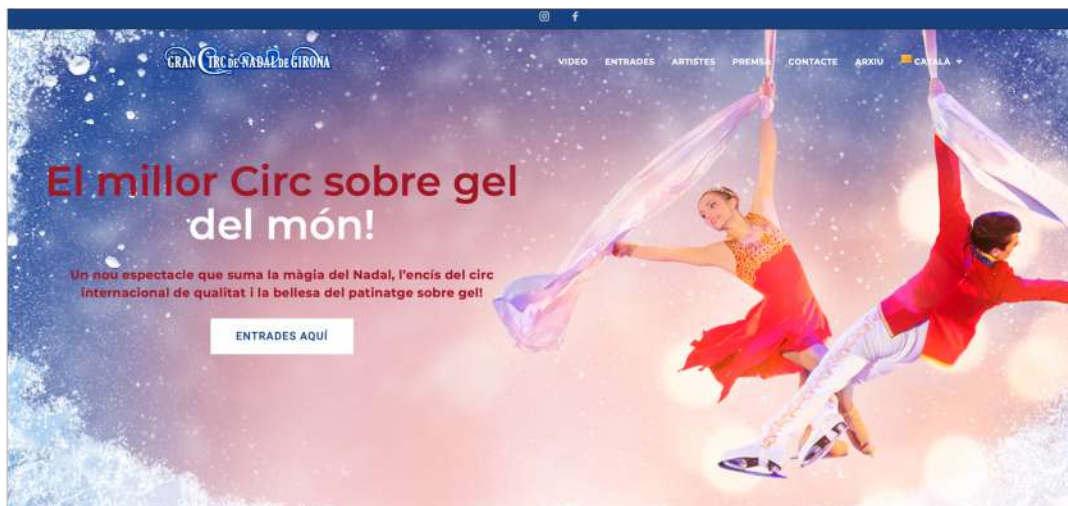 GRAN CIRC DE NADAL DE GIRONA
VIDEO ENTRADES ARTISTES PREMSA CONTACTE ARXIU CATALÀ
El millor Circ sobre gel
del món!
Un nou espectacle que suma la màgia del Nadal, l'encís del circ
internacional de qualitat i la bellesa del patinatge sobre gel!
ENTRADES AQUÍ